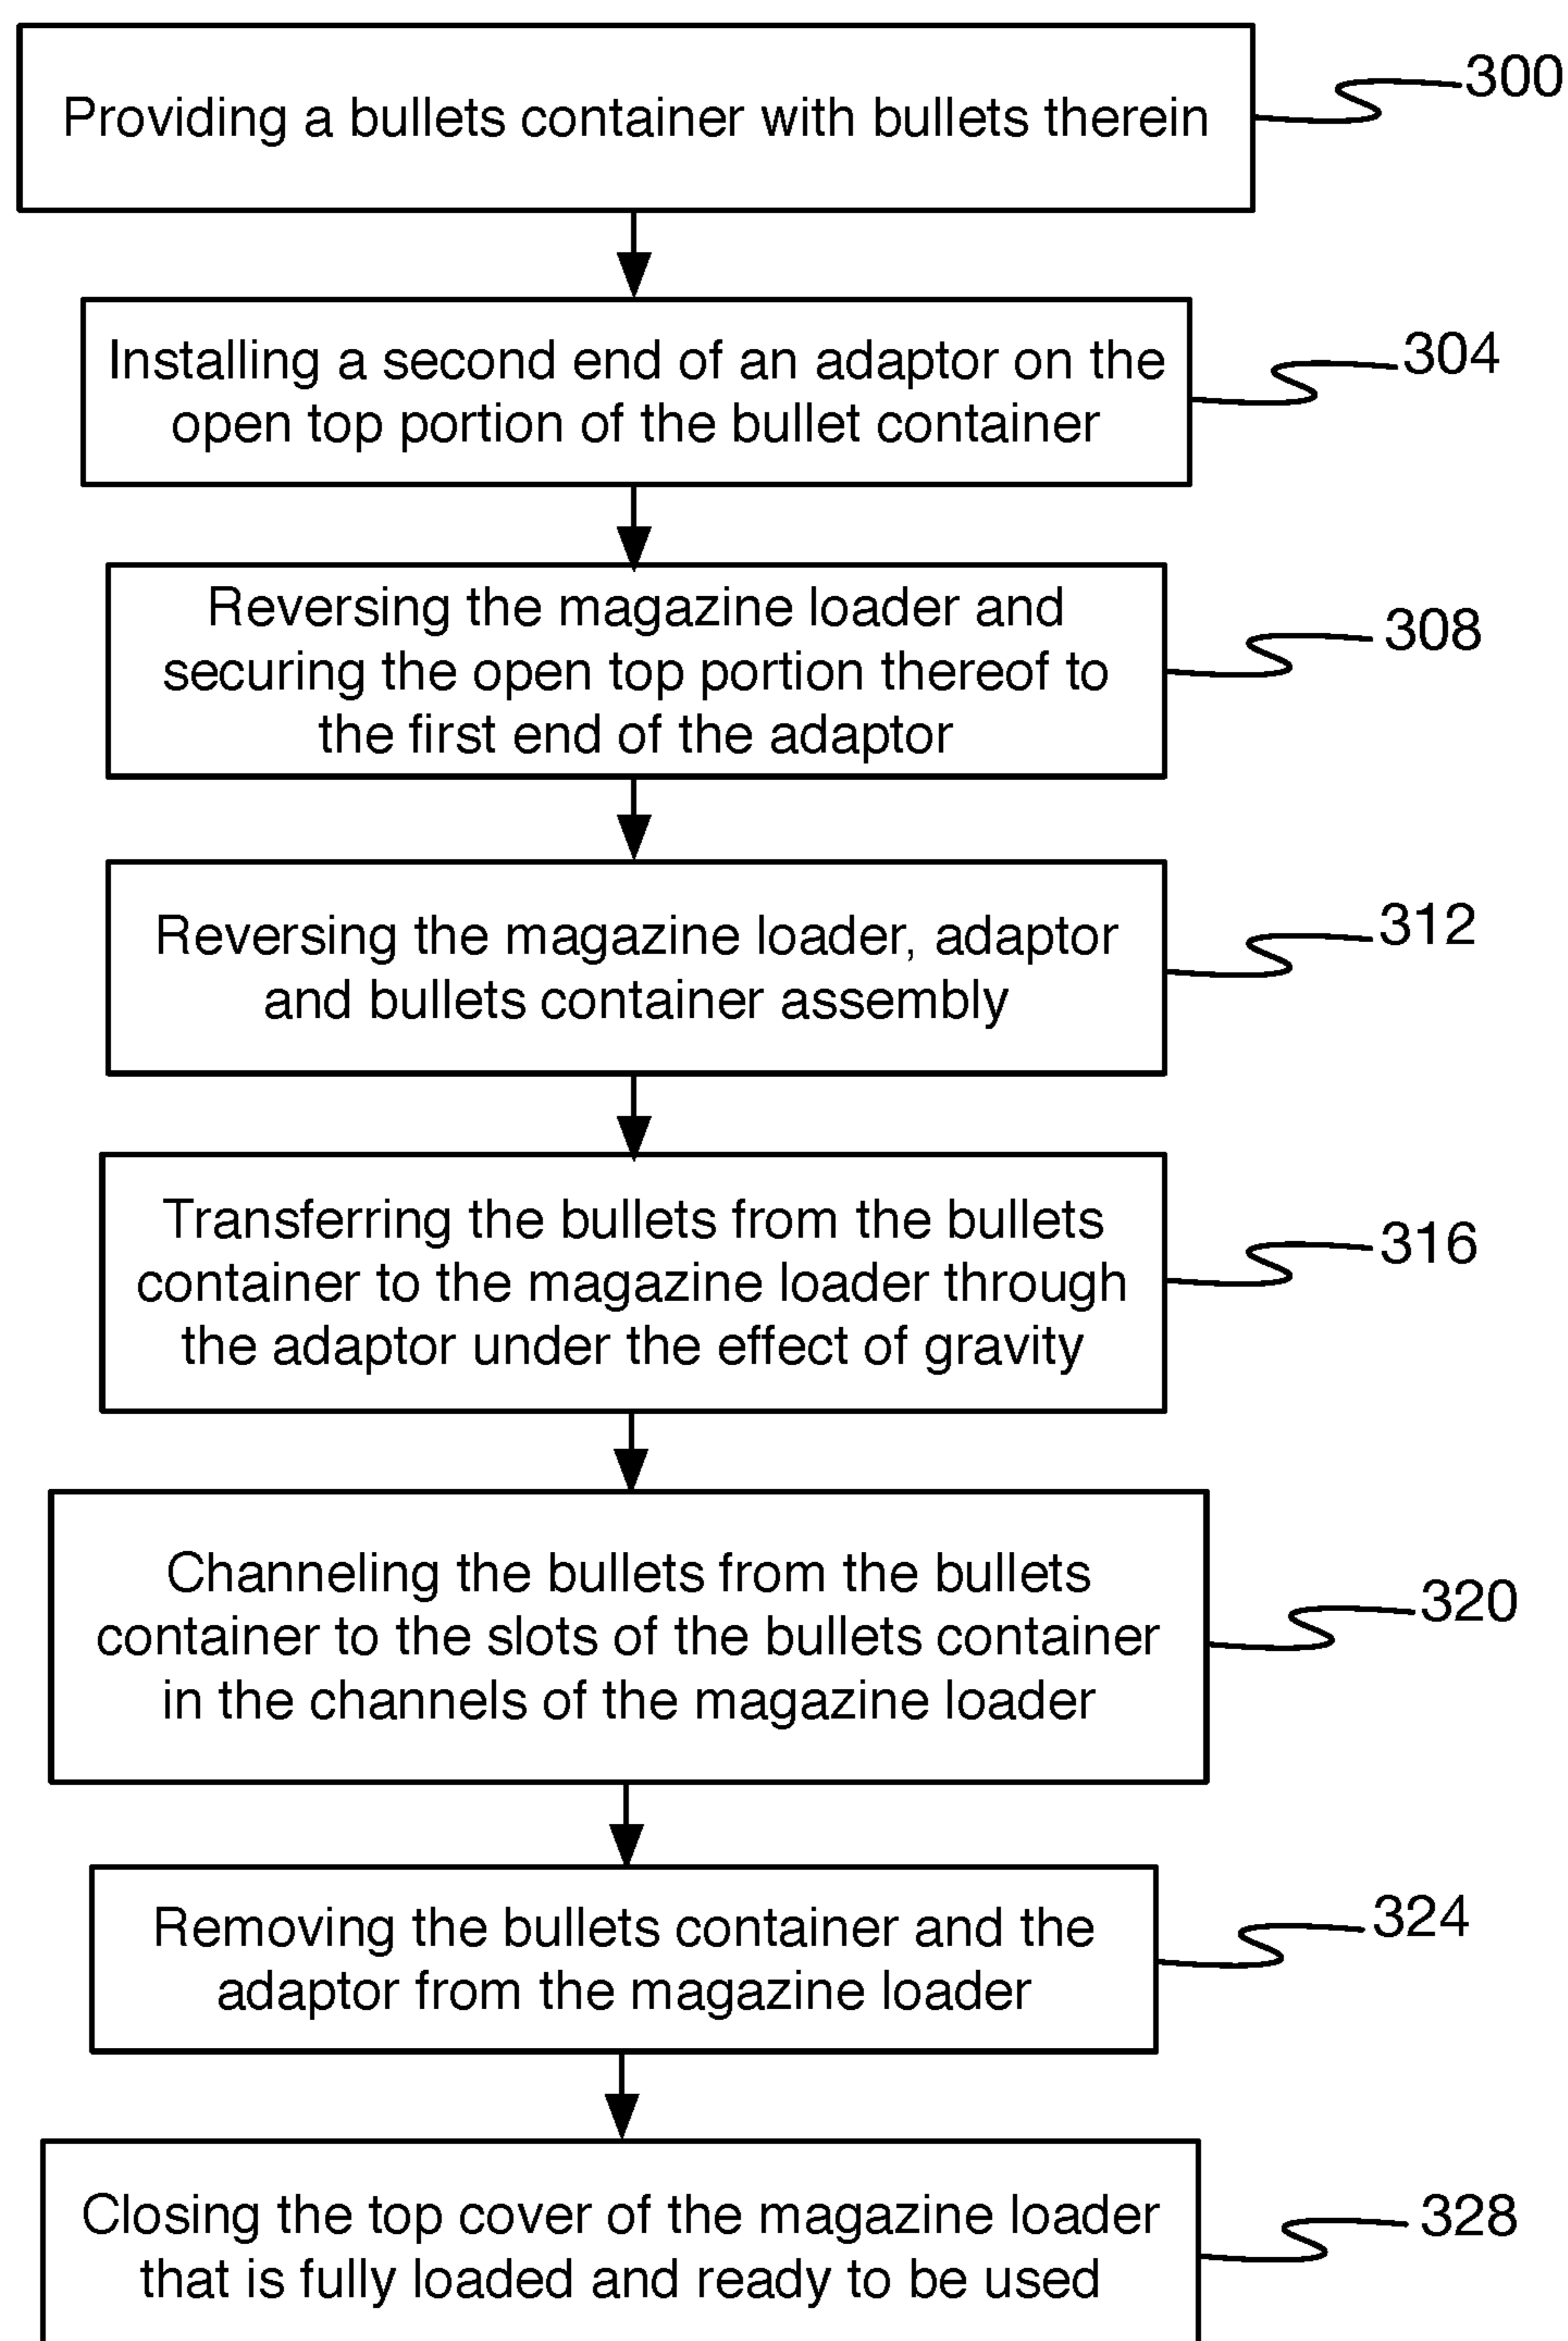 Providing a bullets container with bullets therein
300
Installing a second end of an adaptor on the
open top portion of the bullet container
304
Reversing the magazine loader and
securing the open top portion thereof to
the first end of the adaptor
308
Reversing the magazine loader, adaptor
and bullets container assembly
312
Transferring the bullets from the bullets
container to the magazine loader through
the adaptor under the effect of gravity
316
Channeling the bullets from the bullets
container to the slots of the bullets container
in the channels of the magazine loader
320
Removing the bullets container and the
adaptor from the magazine loader
324
Closing the top cover of the magazine loader
that is fully loaded and ready to be used
328